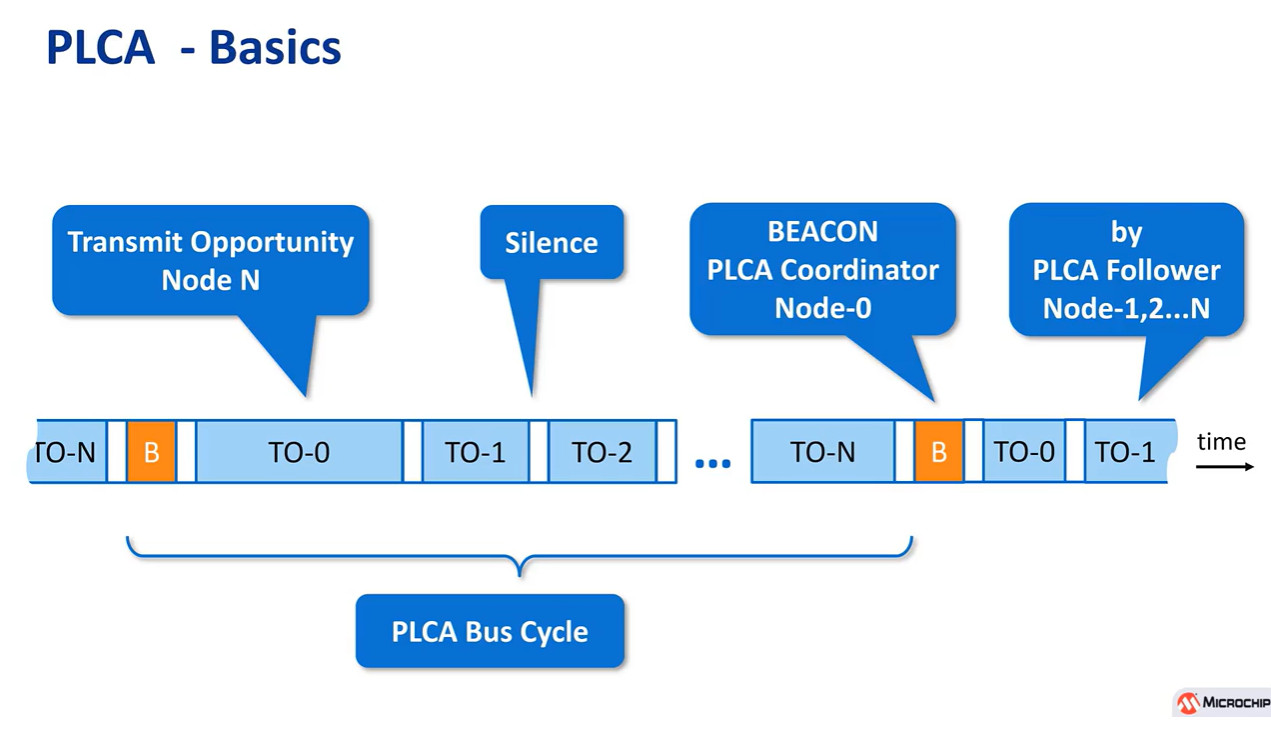 PLCA - Basics
Transmit Opportunity
Node N
Silence
BEACON
PLCA Coordinator
Node-0
by
PLCA Follower
Node-1,2...N
TO-N
B
TO-0
TO-1
TO-2
...
TO-N
B
TO-0
TO-1
time
PLCA Bus Cycle
MICROCHIP